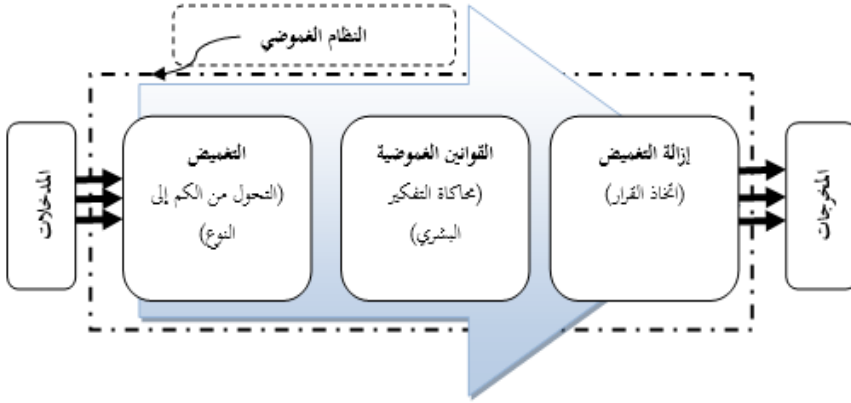 النظام الغموضي
المدخلات
التغميض
(التحول من الكم إلى
النوع)
القوانين الغموضية
(محاكاة التفكير
البشري)
إزالة التغميض
(اتخاذ القرار)
المخرجات